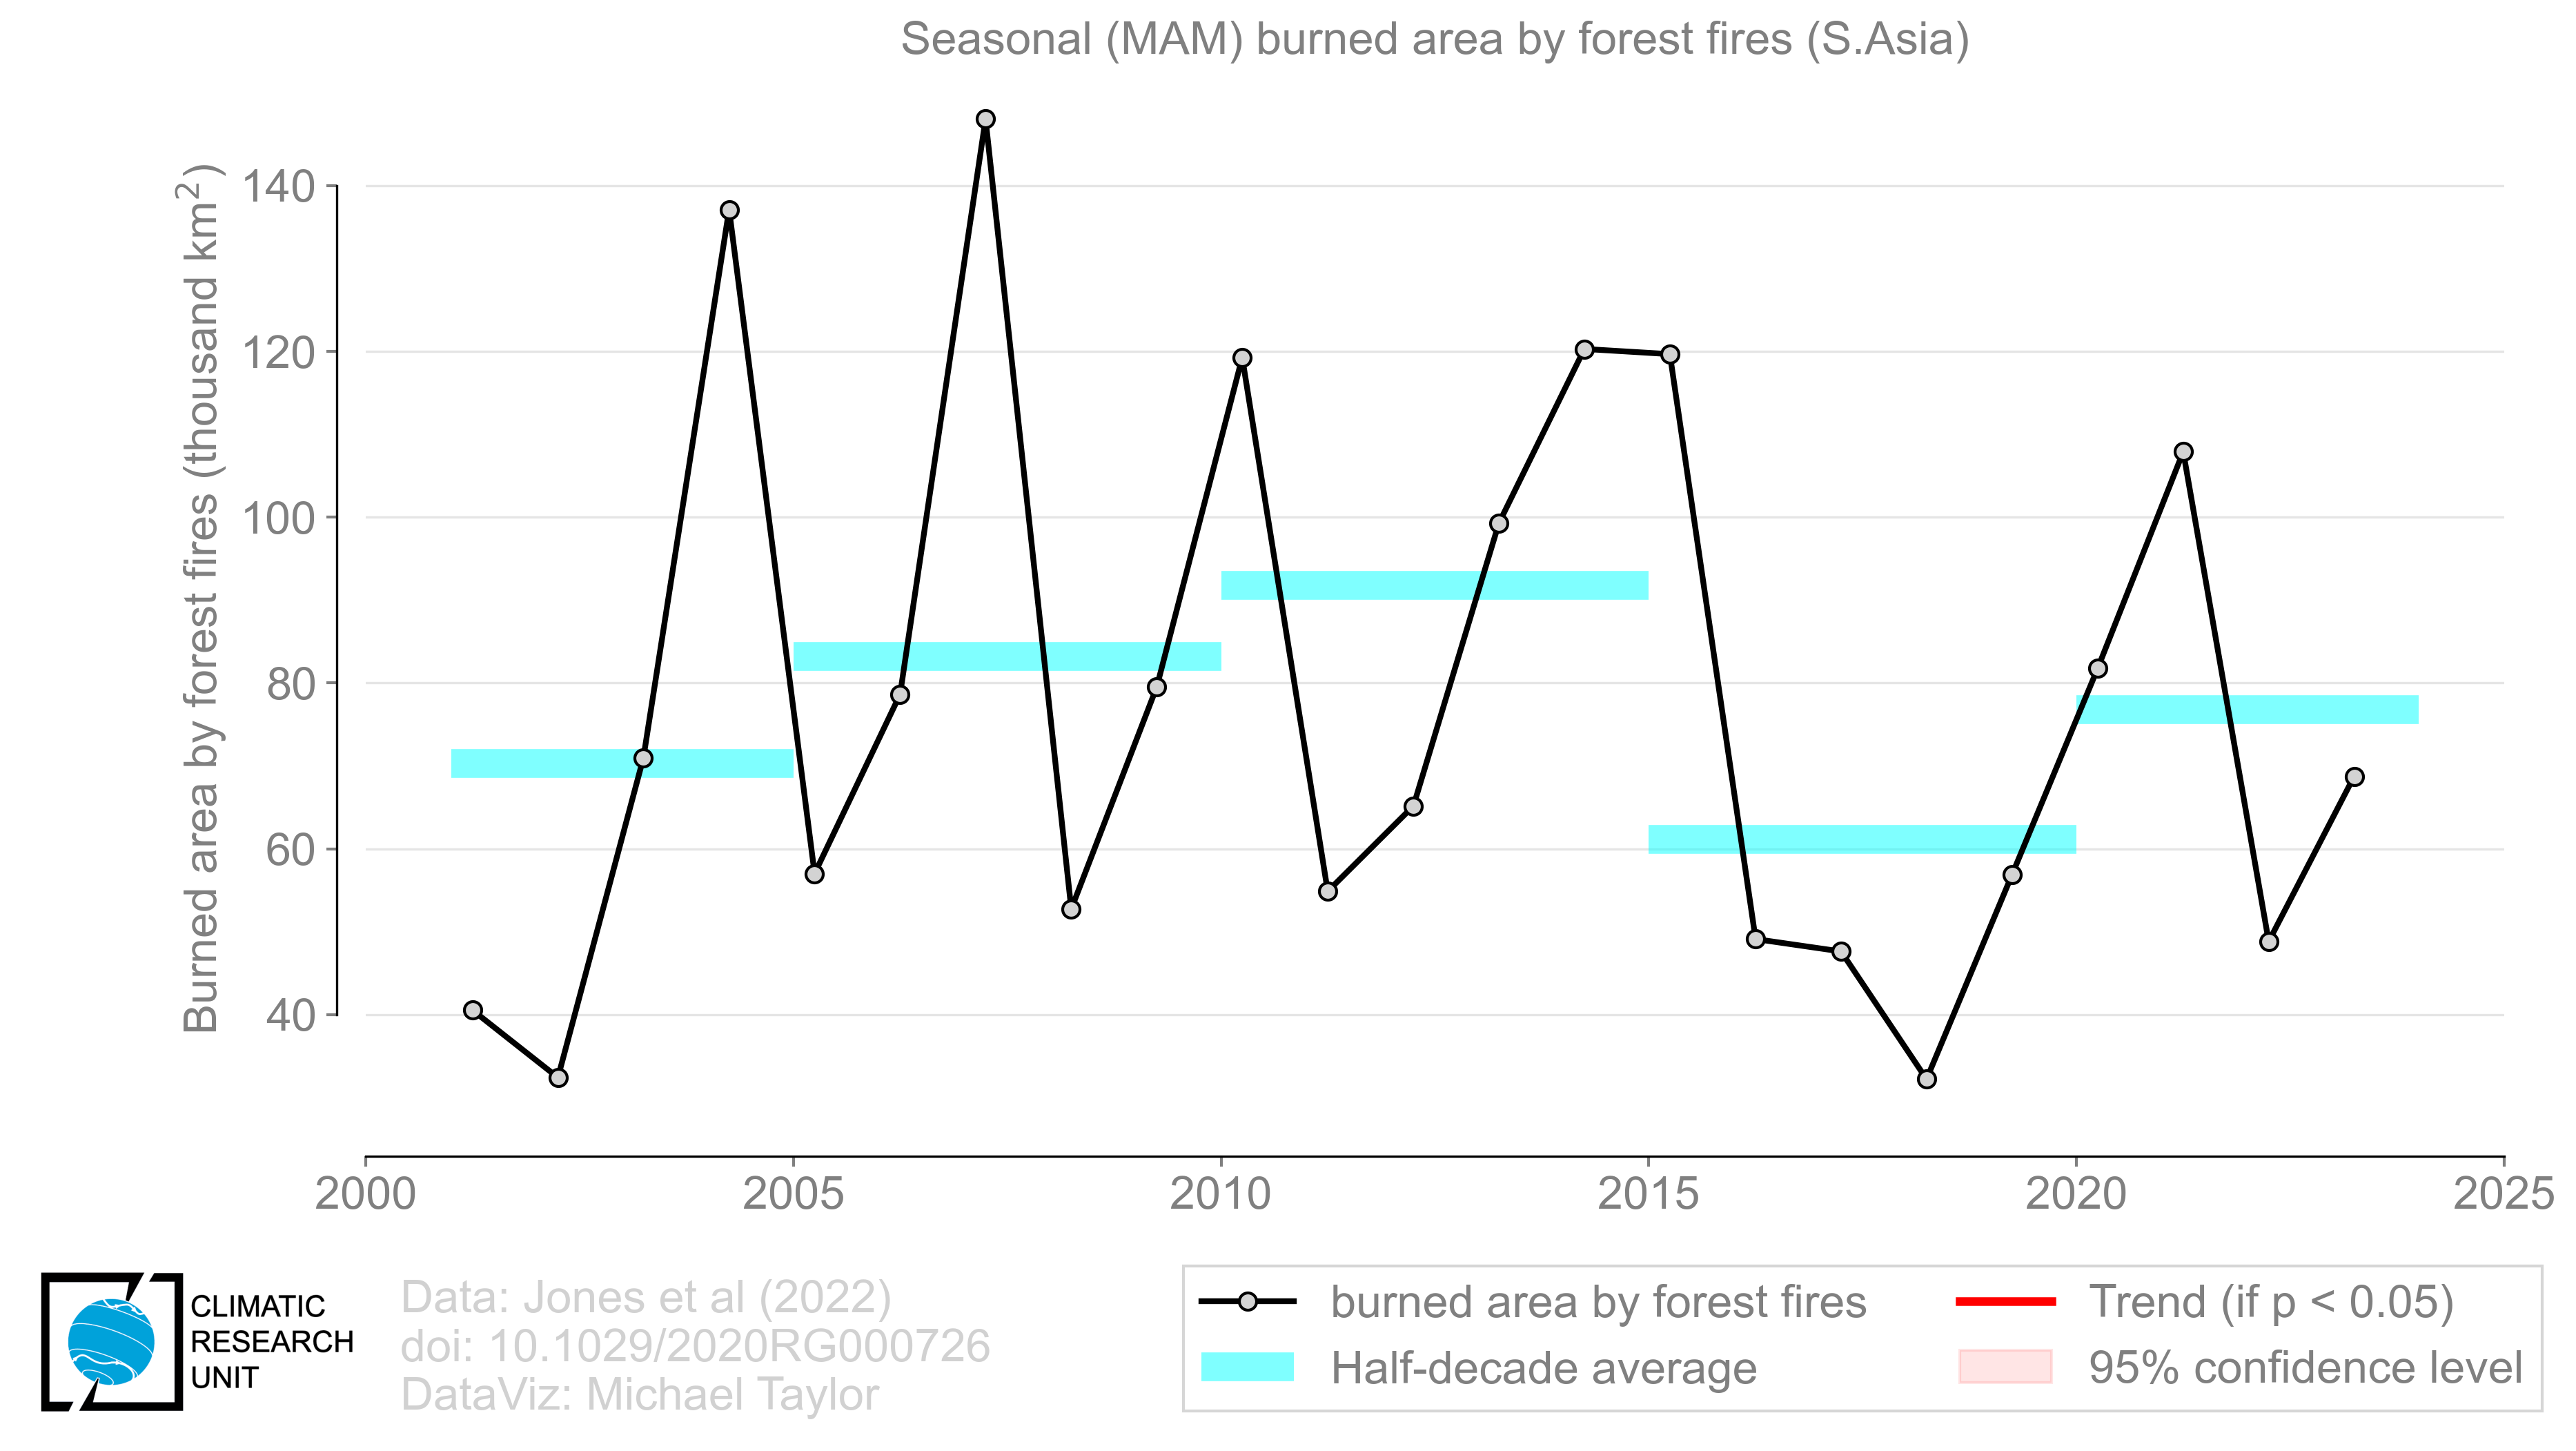 Seasonal (MAM) burned area by forest fires (S.Asia)
Burned area by forest fires (thousand km²)
140
120
100
80
60
40
2000
2005
2010
2015
2020
2025
CLIMATIC
RESEARCH
UNIT
Data: Jones et al (2022)
doi: 10.1029/2020RG000726
DataViz: Michael Taylor
burned area by forest fires
Half-decade average
Trend (if p < 0.05)
95% confidence level